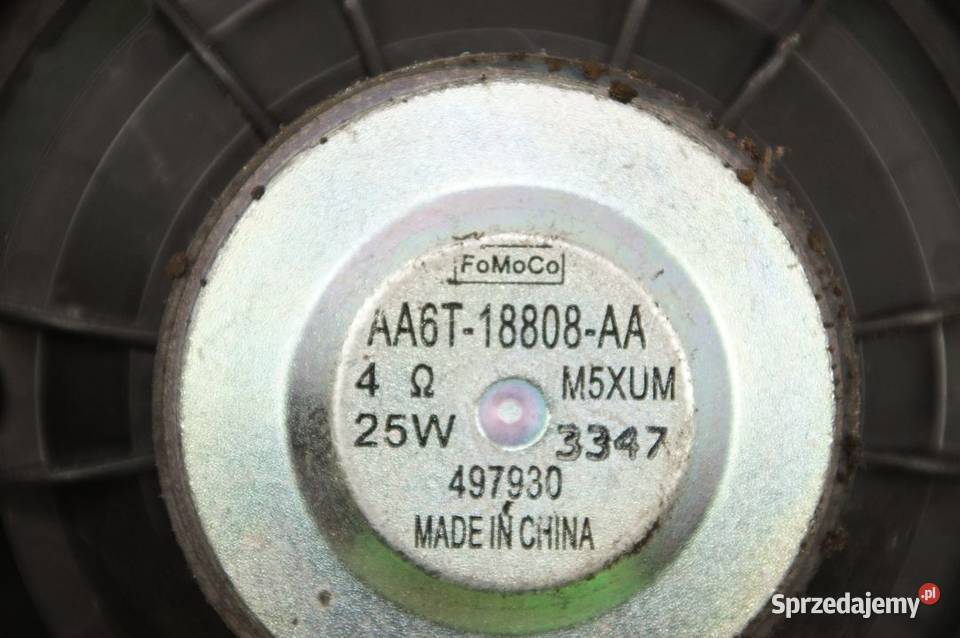 FoMoCo
AA6T-18808-AA
4 Ω M5XUM
25W 3347
497930
MADE IN CHINA
Sprzedajemy.pl